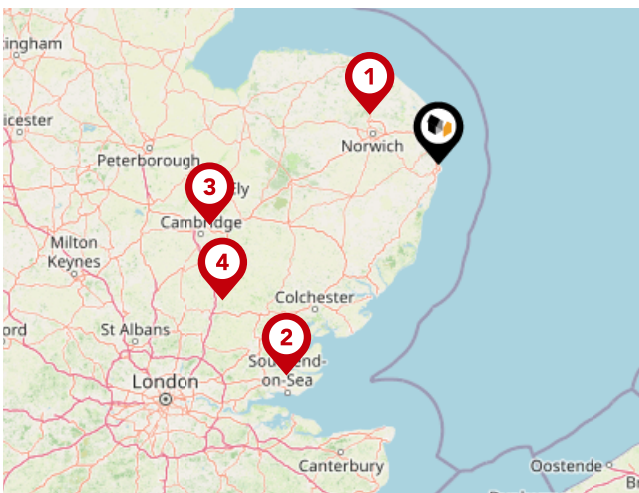 ingham
1
icester
Norwich
Peterborough
3
Ely
Cambridge
Milton
Keynes
4
Colchester
ord
St Albans
2
Southend-
on-Sea
London
Canterbury
Oostende